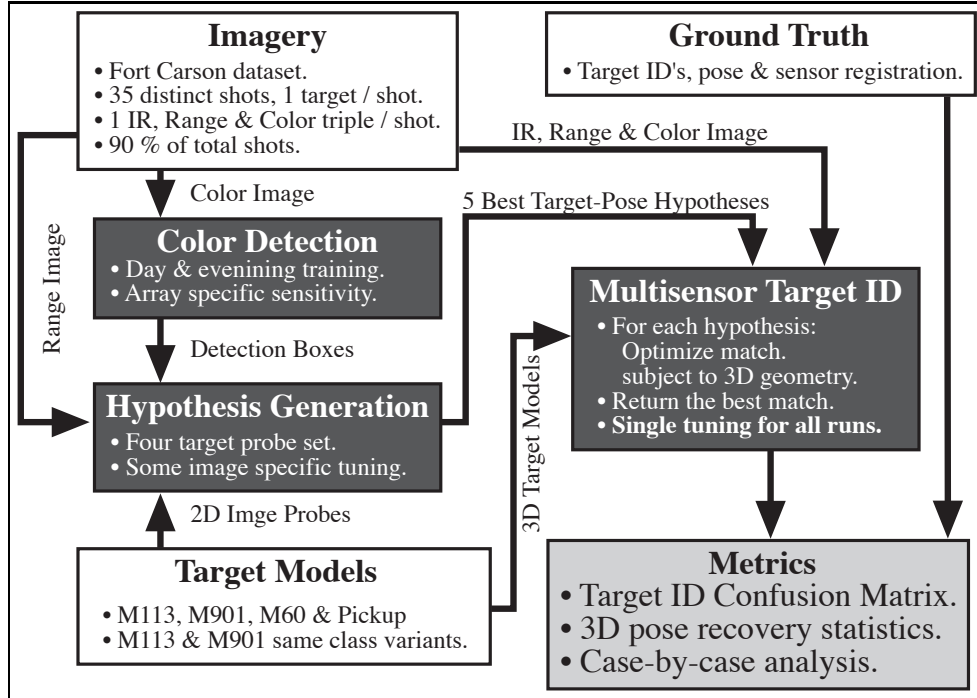 Imagery
• Fort Carson dataset.
• 35 distinct shots, 1 target / shot.
• 1 IR, Range & Color triple / shot.
• 90 % of total shots.
Ground Truth
• Target ID's, pose & sensor registration.
IR, Range & Color Image
Color Image
5 Best Target-Pose Hypotheses
Range Image
Color Detection
• Day & evenining training.
• Array specific sensitivity.
Multisensor Target ID
• For each hypothesis:
Optimize match.
subject to 3D geometry.
• Return the best match.
• Single tuning for all runs.
Detection Boxes
Hypothesis Generation
• Four target probe set.
• Some image specific tuning.
3D Target Models
2D Imge Probes
Target Models
• M113, M901, M60 & Pickup
• M113 & M901 same class variants.
Metrics
• Target ID Confusion Matrix.
• 3D pose recovery statistics.
• Case-by-case analysis.